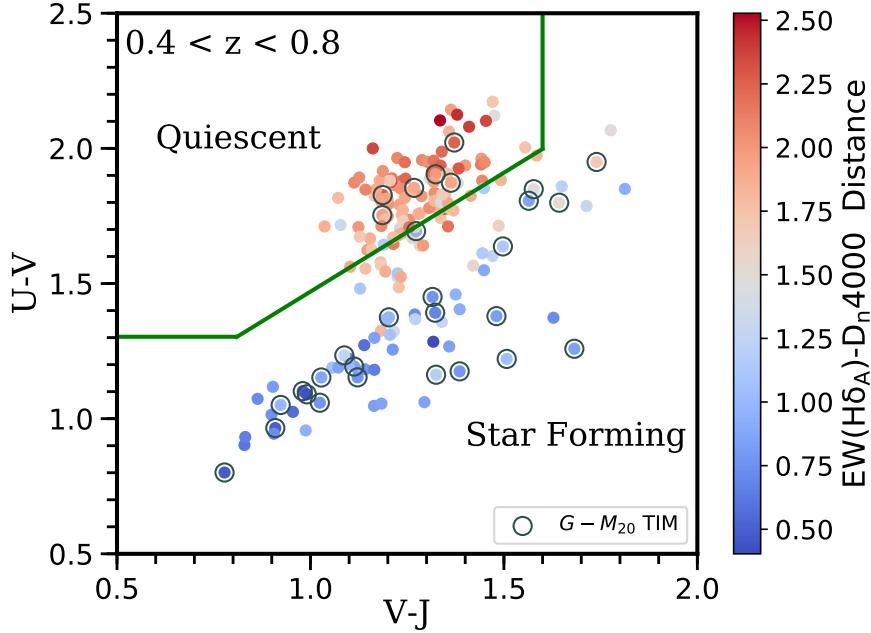 0.4 < z < 0.8
Quiescent
Star Forming
G − M₂₀ TIM
2.5
2.0
1.5
1.0
0.5
U-V
0.5
1.0
1.5
2.0
V-J
2.50
2.25
2.00
1.75
1.50
1.25
1.00
0.75
0.50
EW(Hδ_A)-D_n4000 Distance